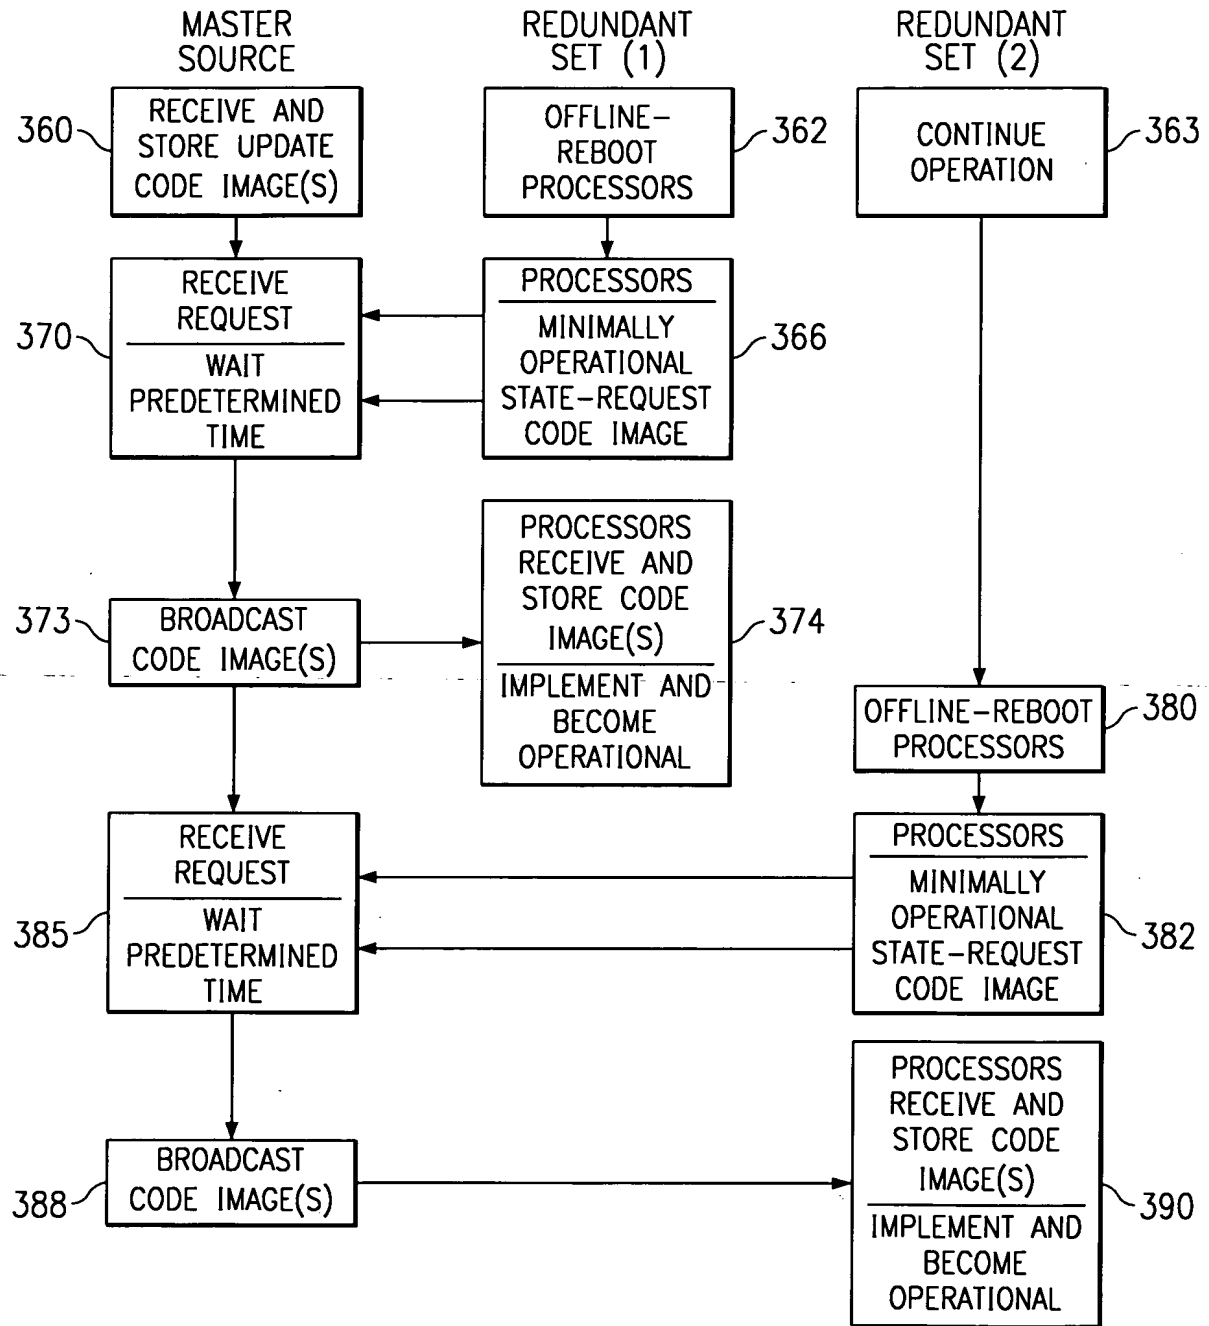 MASTER
SOURCE
REDUNDANT
SET (1)
REDUNDANT
SET (2)
360
RECEIVE AND
STORE UPDATE
CODE IMAGE(S)
OFFLINE-
REBOOT
PROCESSORS
362
CONTINUE
OPERATION
363
370
RECEIVE
REQUEST
WAIT
PREDETERMINED
TIME
PROCESSORS
MINIMALLY
OPERATIONAL
STATE-REQUEST
CODE IMAGE
366
373
BROADCAST
CODE IMAGE(S)
PROCESSORS
RECEIVE AND
STORE CODE
IMAGE(S)
IMPLEMENT AND
BECOME
OPERATIONAL
374
OFFLINE-REBOOT
PROCESSORS
380
385
RECEIVE
REQUEST
WAIT
PREDETERMINED
TIME
PROCESSORS
MINIMALLY
OPERATIONAL
STATE-REQUEST
CODE IMAGE
382
388
BROADCAST
CODE IMAGE(S)
PROCESSORS
RECEIVE AND
STORE CODE
IMAGE(S)
IMPLEMENT AND
BECOME
OPERATIONAL
390